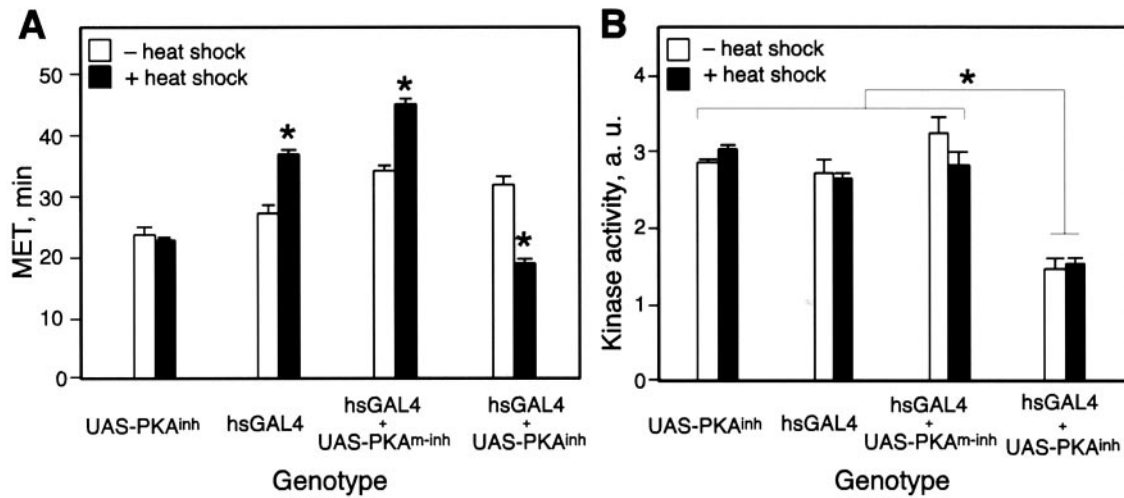 A
– heat shock
+ heat shock
MET, min
50
40
30
20
10
0
*
*
*
UAS-PKAinh
hsGAL4
hsGAL4
+
UAS-PKAm-inh
hsGAL4
+
UAS-PKAinh
Genotype
B
– heat shock
+ heat shock
Kinase activity, a. u.
4
3
2
1
0
*
UAS-PKAinh
hsGAL4
hsGAL4
+
UAS-PKAm-inh
hsGAL4
+
UAS-PKAinh
Genotype